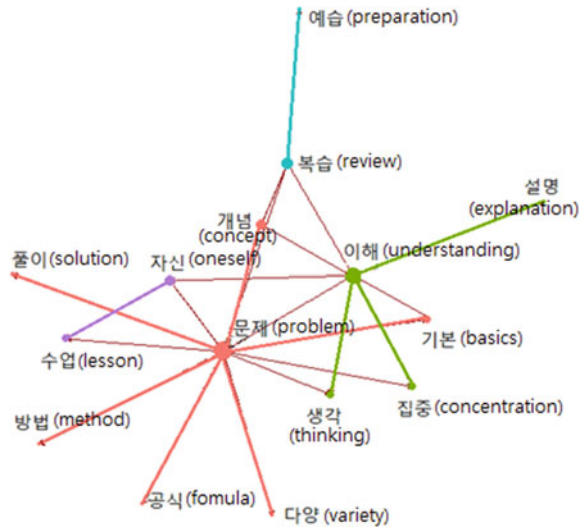 예습(preparation)
복습(review)
설명
(explanation)
개념
(concept)
이해(understanding)
풀이(solution)
자신(oneself)
문제(problem)
기본(basics)
수업(lesson)
생각
(thinking)
집중(concentration)
방법(method)
공식(fomula)
다양(variety)